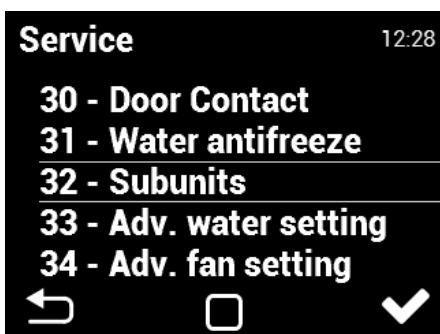 Service 12:28
30 - Door Contact
31 - Water antifreeze
32 - Subunits
33 - Adv. water setting
34 - Adv. fan setting